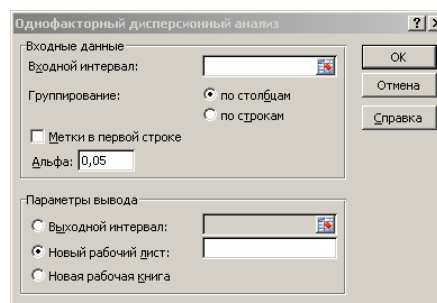 Однофакторный дисперсионный анализ
Входные данные
Входной интервал:
Группирование:
по столбцам
по строкам
Метки в первой строке
Альфа: 0,05
Параметры вывода
Выходной интервал:
Новый рабочий лист:
Новая рабочая книга
ОК
Отмена
Справка